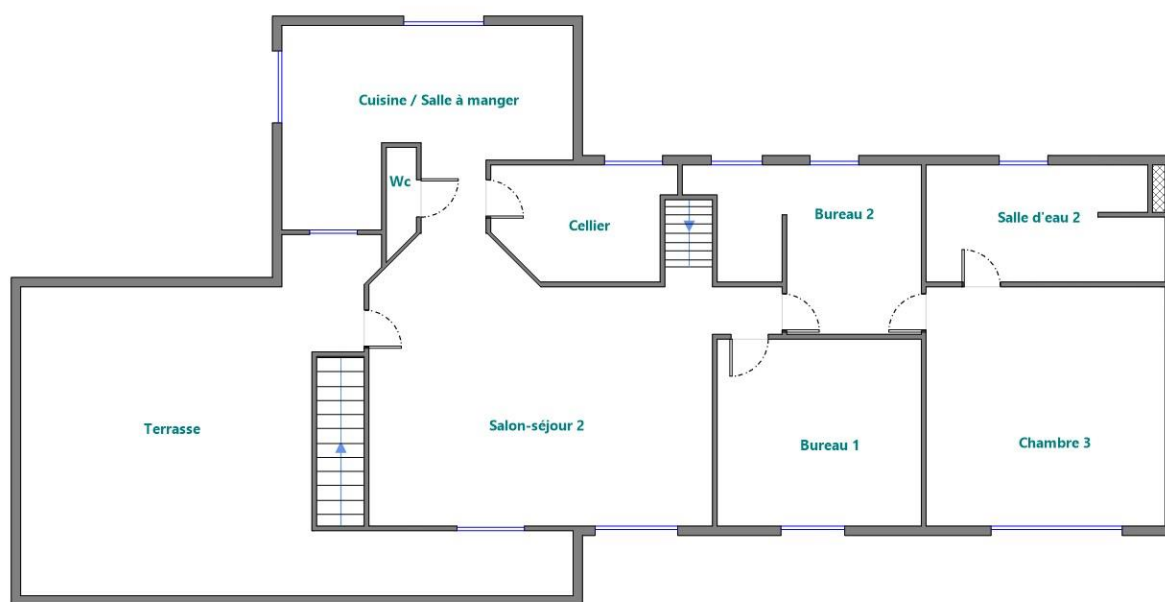 Cuisine / Salle à manger
Wc
Cellier
Bureau 2
Salle d'eau 2
Terrasse
Salon-séjour 2
Bureau 1
Chambre 3